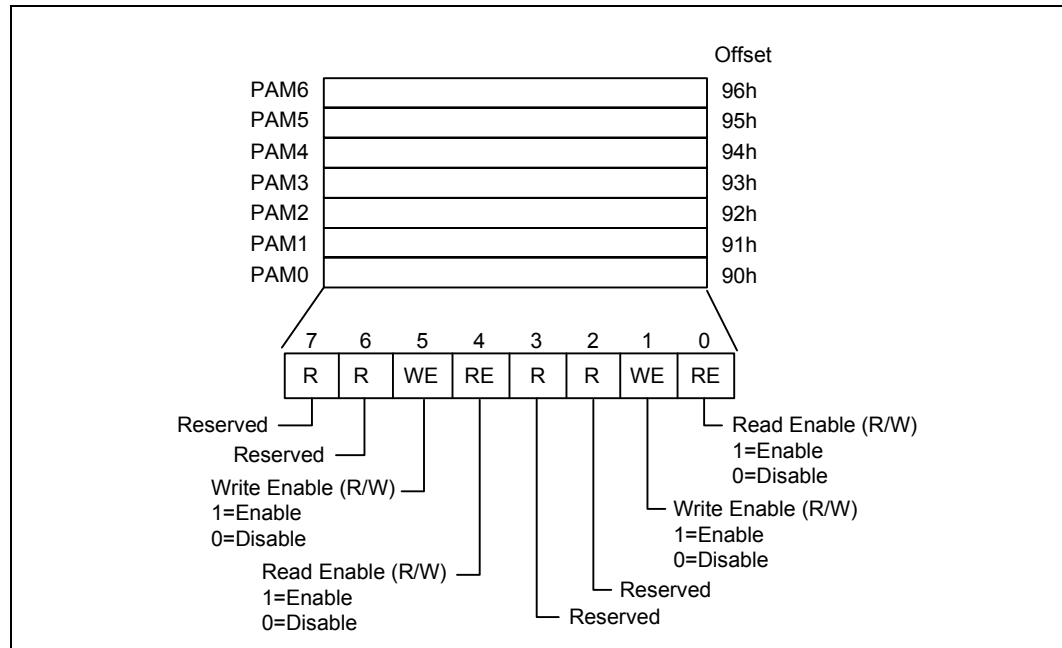 Offset
PAM6 96h
PAM5 95h
PAM4 94h
PAM3 93h
PAM2 92h
PAM1 91h
PAM0 90h
7 6 5 4 3 2 1 0
R R WE RE R R WE RE
Reserved
Reserved
Write Enable (R/W)
1=Enable
0=Disable
Read Enable (R/W)
1=Enable
0=Disable
Read Enable (R/W)
1=Enable
0=Disable
Write Enable (R/W)
1=Enable
0=Disable
Reserved
Reserved